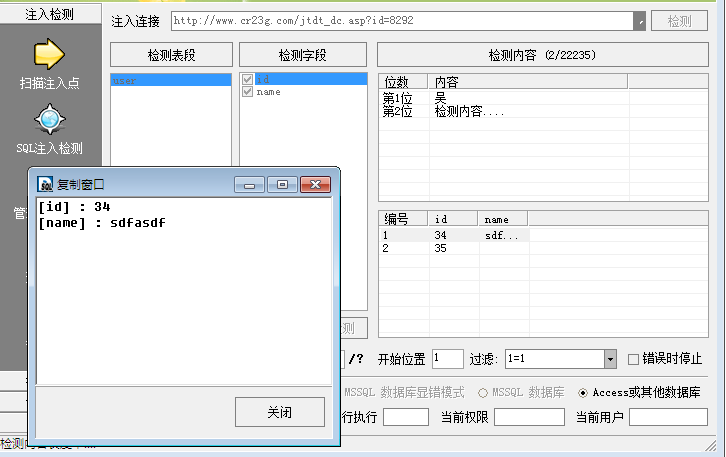 注入检测
注入连接 http://www.cr23g.com/jtdt_dc.asp?id=8292 检测
检测表段 检测字段 检测内容 (2/22235)
扫描注入点
user
id
name
位数 内容
第1位 吴
第2位 检测内容....
SQL注入检测
复制窗口
[id] : 34
[name] : sdfasdf
编号 id name
1 34 sdf...
2 35
/? 开始位置 1 过滤: 1=1 错误时停止
MSSQL 数据库显错模式 MSSQL 数据库 Access或其他数据库
关闭
行执行 当前权限 当前用户